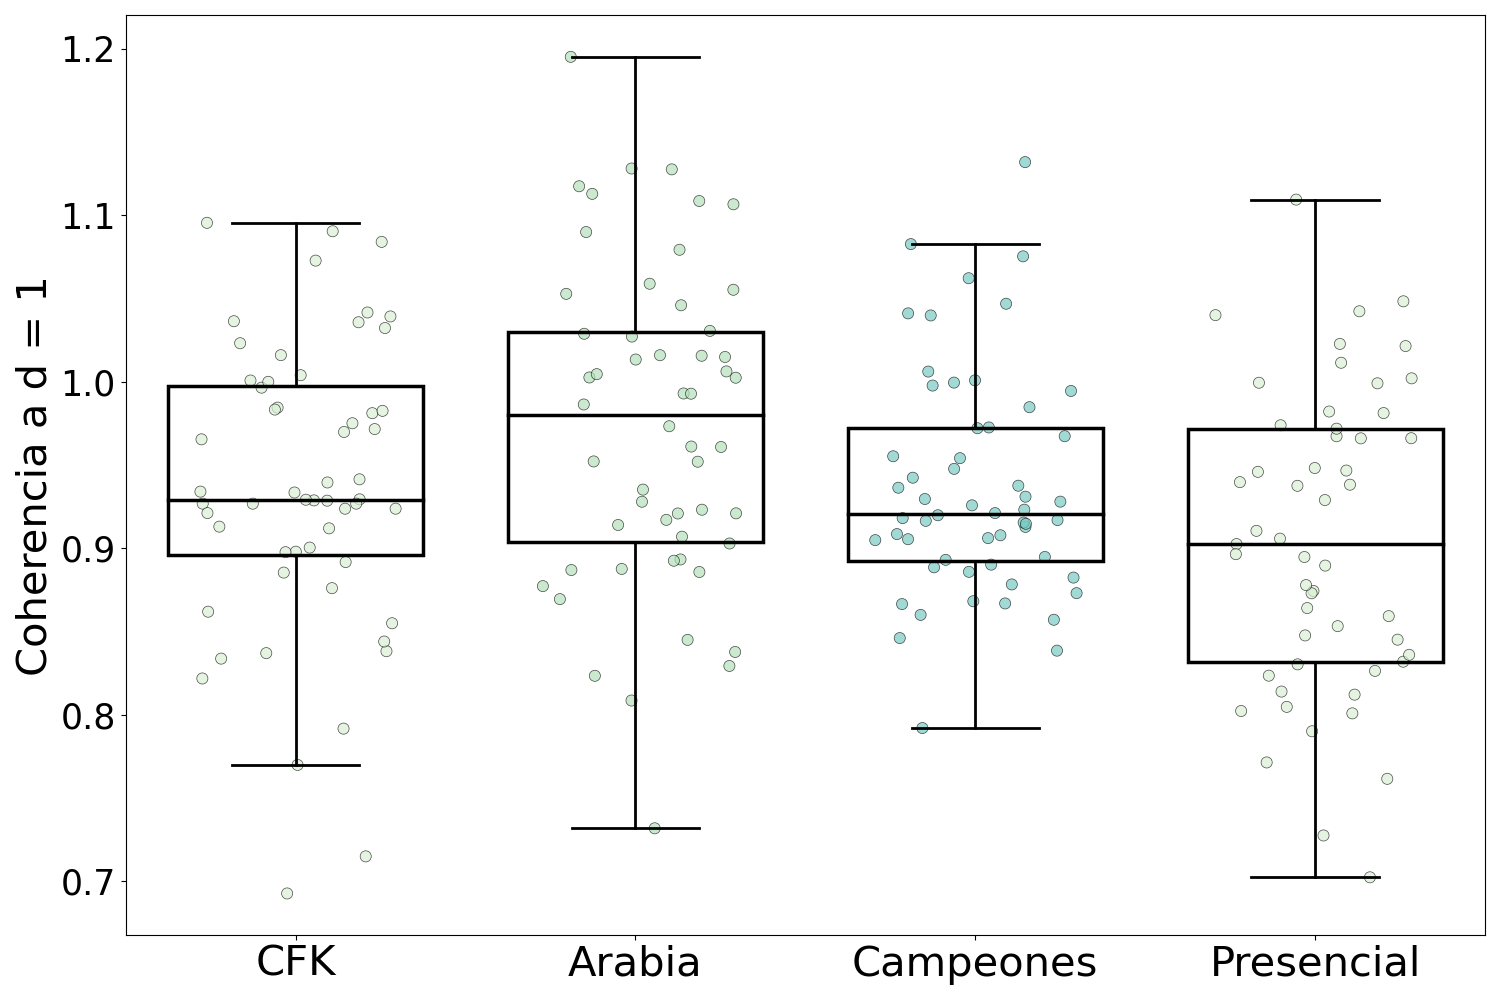 Coherencia a d = 1
1.2
1.1
1.0
0.9
0.8
0.7
CFK
Arabia
Campeones
Presencial